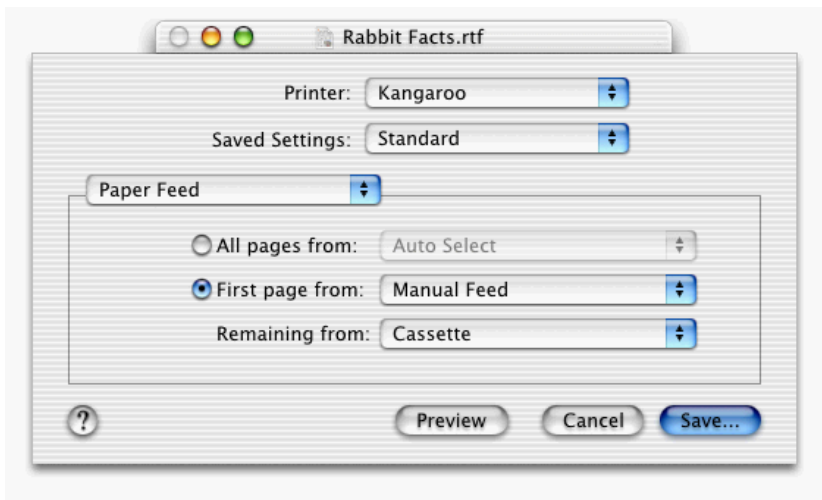 Rabbit Facts.rtf
Printer: Kangaroo
Saved Settings: Standard
Paper Feed
All pages from: Auto Select
First page from: Manual Feed
Remaining from: Cassette
? Preview Cancel Save...